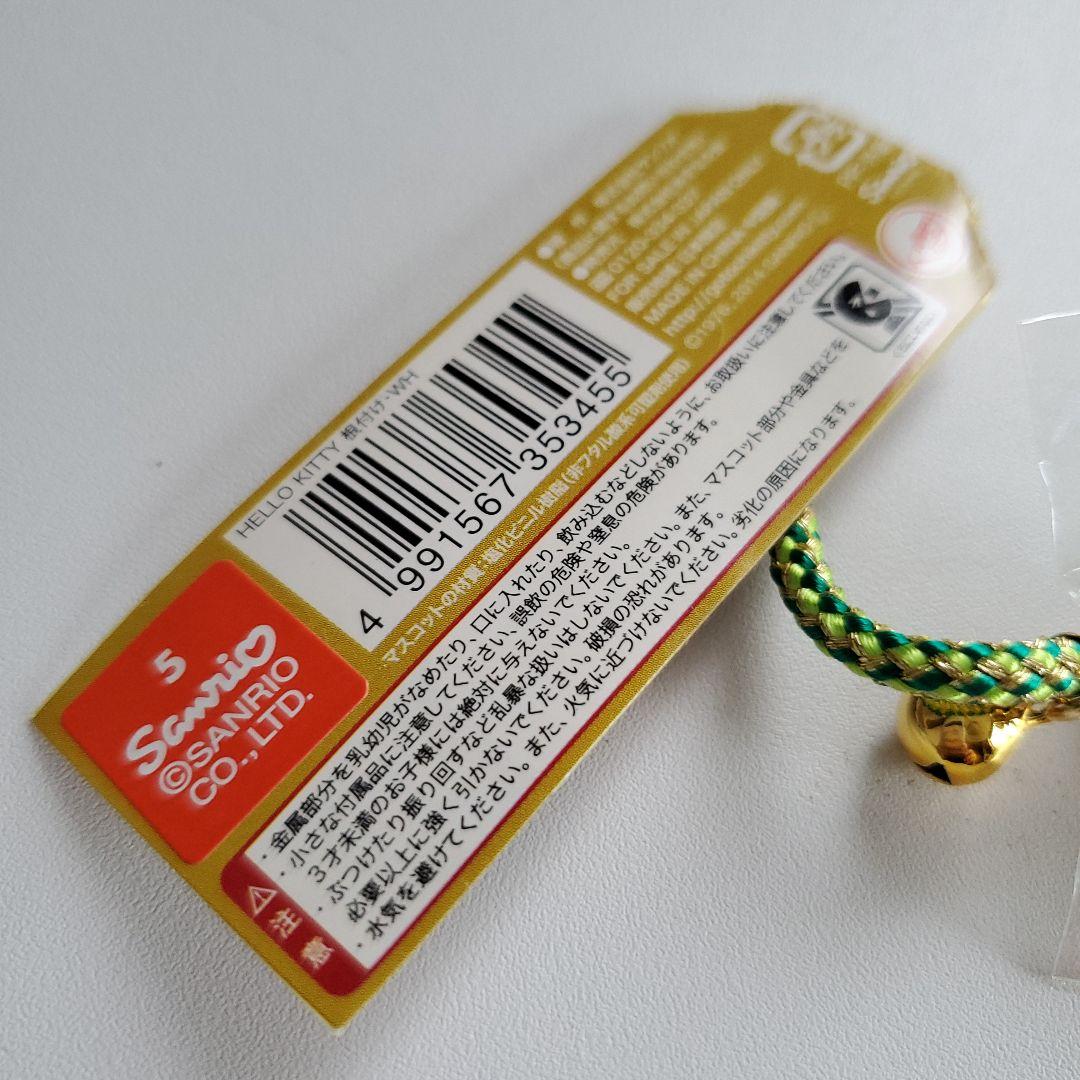 HELLO KITTY 根付け-WH
4 991567 353455
マスコットの材質:塩化ビニル樹脂(非フタル酸系可塑剤使用)
5
Sanrio
©SANRIO
CO., LTD.
FOR SALE IN JAPAN ONLY
MADE IN CHINA
©1976, 2014 SANRIO
⚠注意
・金属部分を乳幼児がなめたり、口に入れたり、飲み込むなどしないように、お取扱いに注意してください。
・小さな付属品に注意してください。誤飲の危険や窒息の危険があります。
3才未満のお子様には絶対に与えないでください。
・ぶつけたり振り回すなど乱暴な扱いはしないでください。また、マスコット部分や金具などを
必要以上に強く引かないでください。破損の恐れがあります。
・水気を避けてください。また、火気に近づけないでください。劣化の原因になります。